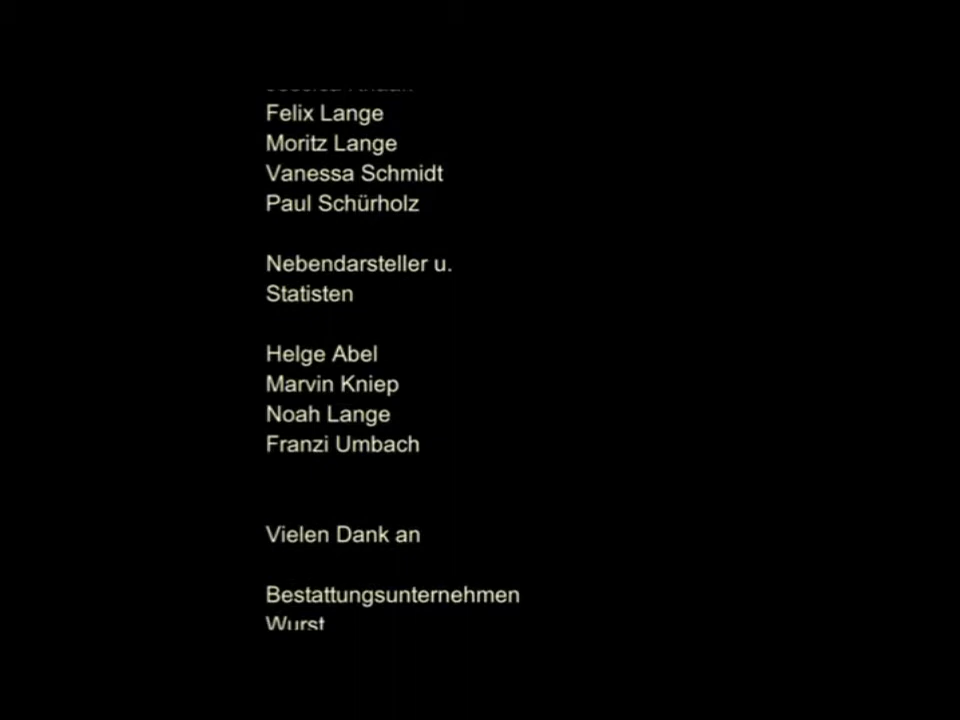 Felix Lange
Moritz Lange
Vanessa Schmidt
Paul Schürholz
Nebendarsteller u.
Statisten
Helge Abel
Marvin Kniep
Noah Lange
Franzi Umbach
Vielen Dank an
Bestattungsunternehmen
Wurst